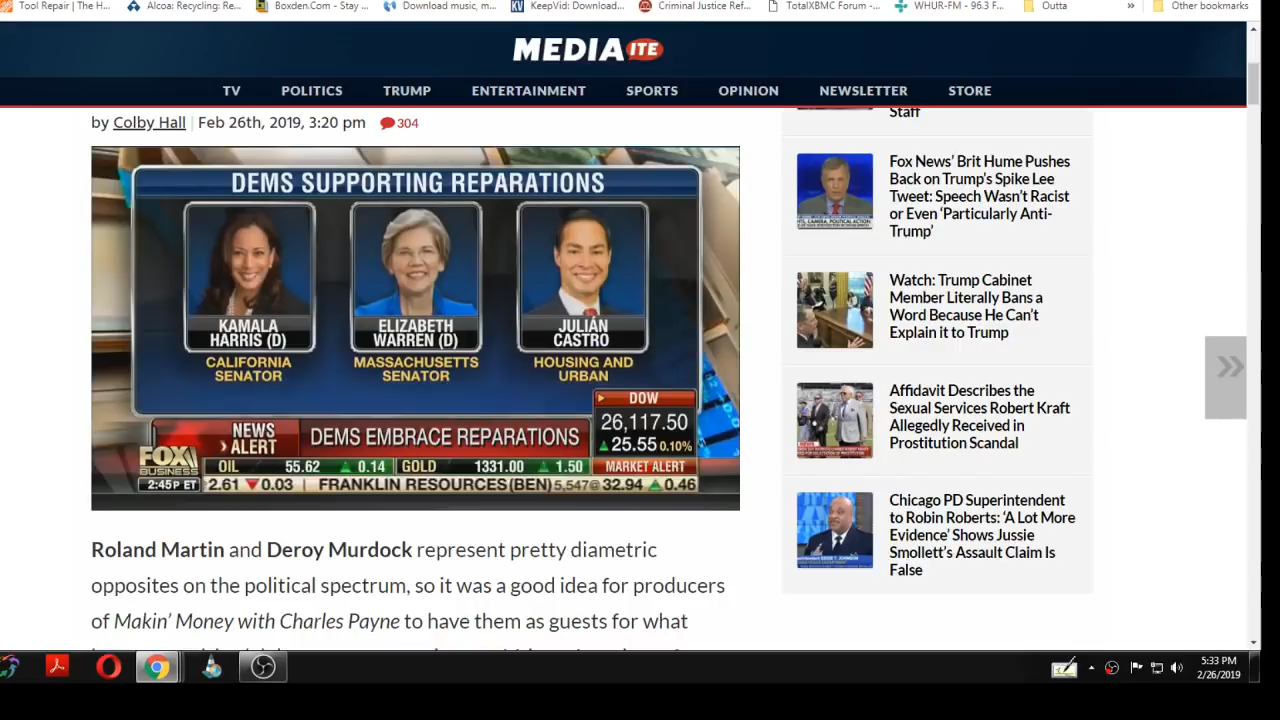 Tool Repair | The H...
Alcoa: Recycling: Re...
Boxden.Com - Stay ...
Download music, m...
KeepVid: Download...
Criminal Justice Ref...
TotalXBMC Forum -...
WHUR-FM - 96.3 F...
Outta
»
Other bookmarks
MEDIAITE
TV POLITICS TRUMP ENTERTAINMENT SPORTS OPINION NEWSLETTER STORE
by Colby Hall | Feb 26th, 2019, 3:20 pm 304
DEMS SUPPORTING REPARATIONS
KAMALA
HARRIS (D)
CALIFORNIA
SENATOR
ELIZABETH
WARREN (D)
MASSACHUSETTS
SENATOR
JULIÁN
CASTRO
HOUSING AND
URBAN
DOW
26,117.50
25.55 0.10%
MARKET ALERT
NEWS
› ALERT
DEMS EMBRACE REPARATIONS
FOX
BUSINESS
OIL 55.62 0.14 GOLD 1331.00 1.50
2:45P ET 2.61 0.03 FRANKLIN RESOURCES (BEN) 5,547@32.94 0.46
Roland Martin and Deroy Murdock represent pretty diametric
opposites on the political spectrum, so it was a good idea for producers
of Makin' Money with Charles Payne to have them as guests for what
Staff
Fox News' Brit Hume Pushes
Back on Trump's Spike Lee
Tweet: Speech Wasn't Racist
or Even 'Particularly Anti-
Trump'
Watch: Trump Cabinet
Member Literally Bans a
Word Because He Can't
Explain it to Trump
Affidavit Describes the
Sexual Services Robert Kraft
Allegedly Received in
Prostitution Scandal
Chicago PD Superintendent
to Robin Roberts: 'A Lot More
Evidence' Shows Jussie
Smollett's Assault Claim Is
False
5:33 PM
2/26/2019